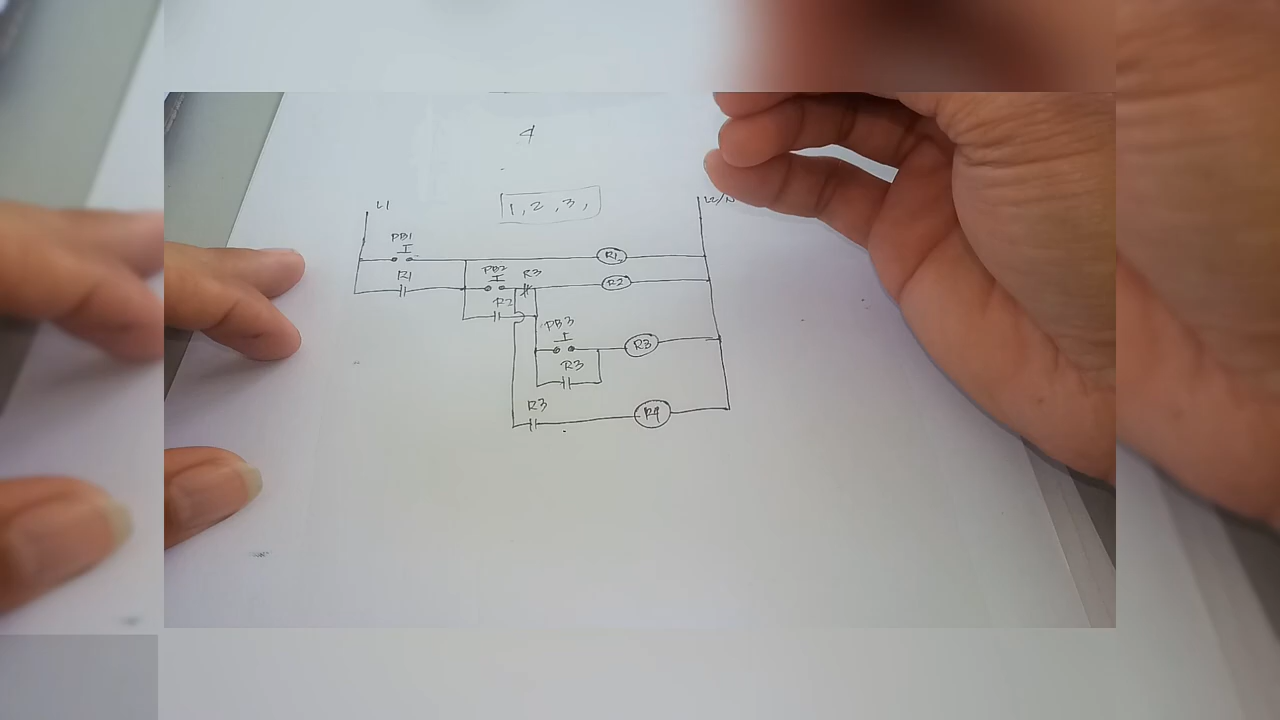 4
1, 2, 3,
L1
L2/N
PB1
R1
R1
PB2
R3
R2
R2
PB3
R3
R3
R3
R4